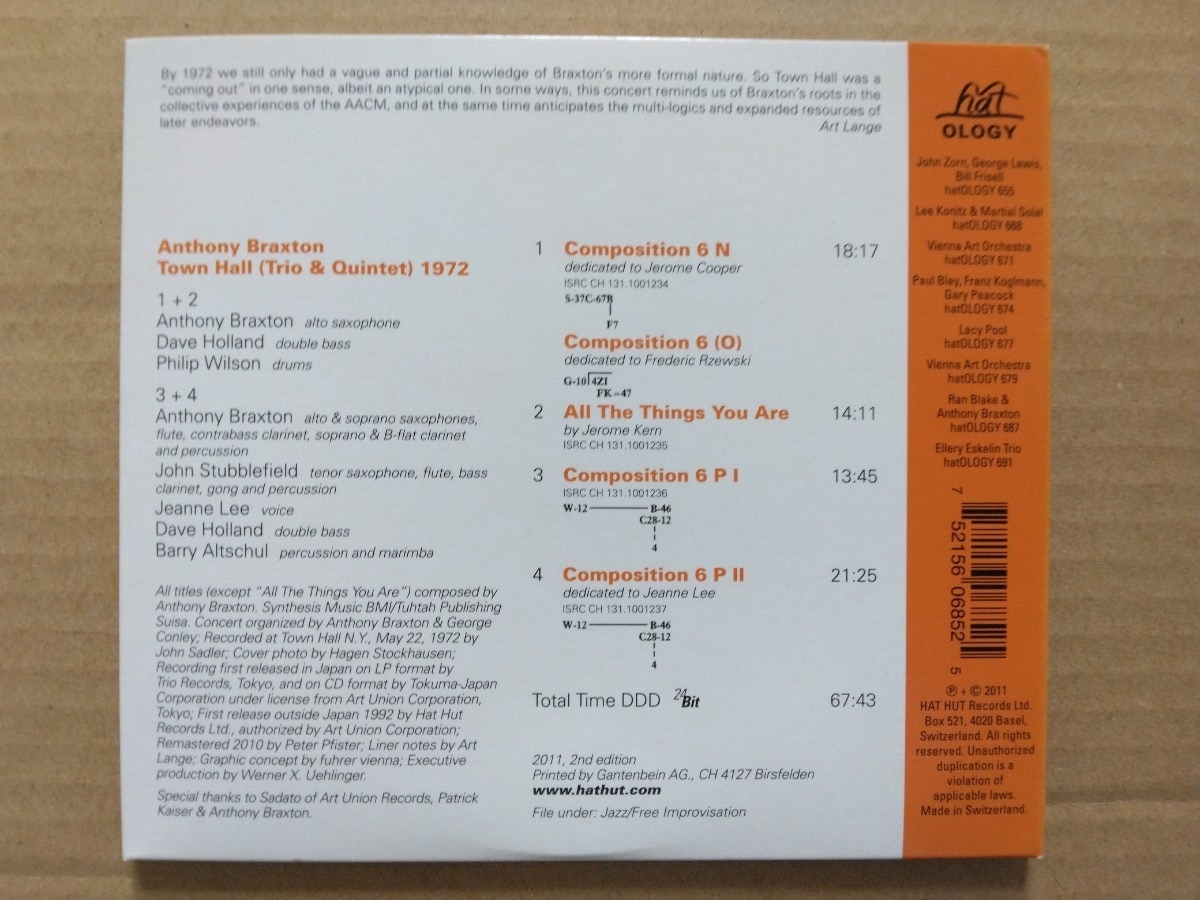 By 1972 we still only had a vague and partial knowledge of Braxton's more formal nature. So Town Hall was a
"coming out" in one sense, albeit an atypical one. In some ways, this concert reminds us of Braxton's roots in the
collective experiences of the AACM, and at the same time anticipates the multi-logics and expanded resources of
later endeavors.
Art Lange
Anthony Braxton
Town Hall (Trio & Quintet) 1972
1 + 2
Anthony Braxton alto saxophone
Dave Holland double bass
Philip Wilson drums
3 + 4
Anthony Braxton alto & soprano saxophones,
flute, contrabass clarinet, soprano & B-flat clarinet
and percussion
John Stubblefield tenor saxophone, flute, bass
clarinet, gong and percussion
Jeanne Lee voice
Dave Holland double bass
Barry Altschul percussion and marimba
All titles (except "All The Things You Are") composed by
Anthony Braxton. Synthesis Music BMI/Tuhtah Publishing
Suisa. Concert organized by Anthony Braxton & George
Conley; Recorded at Town Hall N.Y., May 22, 1972 by
John Sadler; Cover photo by Hagen Stockhausen;
Recording first released in Japan on LP format by
Trio Records, Tokyo, and on CD format by Tokuma-Japan
Corporation under license from Art Union Corporation,
Tokyo; First release outside Japan 1992 by Hat Hut
Records Ltd., authorized by Art Union Corporation;
Remastered 2010 by Peter Pfister; Liner notes by Art
Lange; Graphic concept by fuhrer vienna; Executive
production by Werner X. Uehlinger.
Special thanks to Sadato of Art Union Records, Patrick
Kaiser & Anthony Braxton.
1 Composition 6 N 18:17
dedicated to Jerome Cooper
ISRC CH 131.1001234
S-37C-67B
F7
Composition 6 (O)
dedicated to Frederic Rzewski
G-10 4Z1
FK=47
2 All The Things You Are 14:11
by Jerome Kern
ISRC CH 131.1001235
3 Composition 6 P I 13:45
ISRC CH 131.1001236
W-12 B-46
C28-12
4
4 Composition 6 P II 21:25
dedicated to Jeanne Lee
ISRC CH 131.1001237
W-12 B-46
C28-12
4
Total Time DDD 24Bit 67:43
2011, 2nd edition
Printed by Gantenbein AG., CH 4127 Birsfelden
www.hathut.com
File under: Jazz/Free Improvisation
hat
OLOGY
John Zorn, George Lewis,
Bill Frisell
hatOLOGY 655
Lee Konitz & Martial Solal
hatOLOGY 668
Vienna Art Orchestra
hatOLOGY 671
Paul Bley, Franz Koglmann,
Gary Peacock
hatOLOGY 674
Lacy Pool
hatOLOGY 677
Vienna Art Orchestra
hatOLOGY 679
Ran Blake &
Anthony Braxton
hatOLOGY 687
Ellery Eskelin Trio
hatOLOGY 691
7 52156 06852 5
℗ + © 2011
HAT HUT Records Ltd.
Box 521, 4020 Basel,
Switzerland. All rights
reserved. Unauthorized
duplication is a
violation of
applicable laws.
Made in Switzerland.